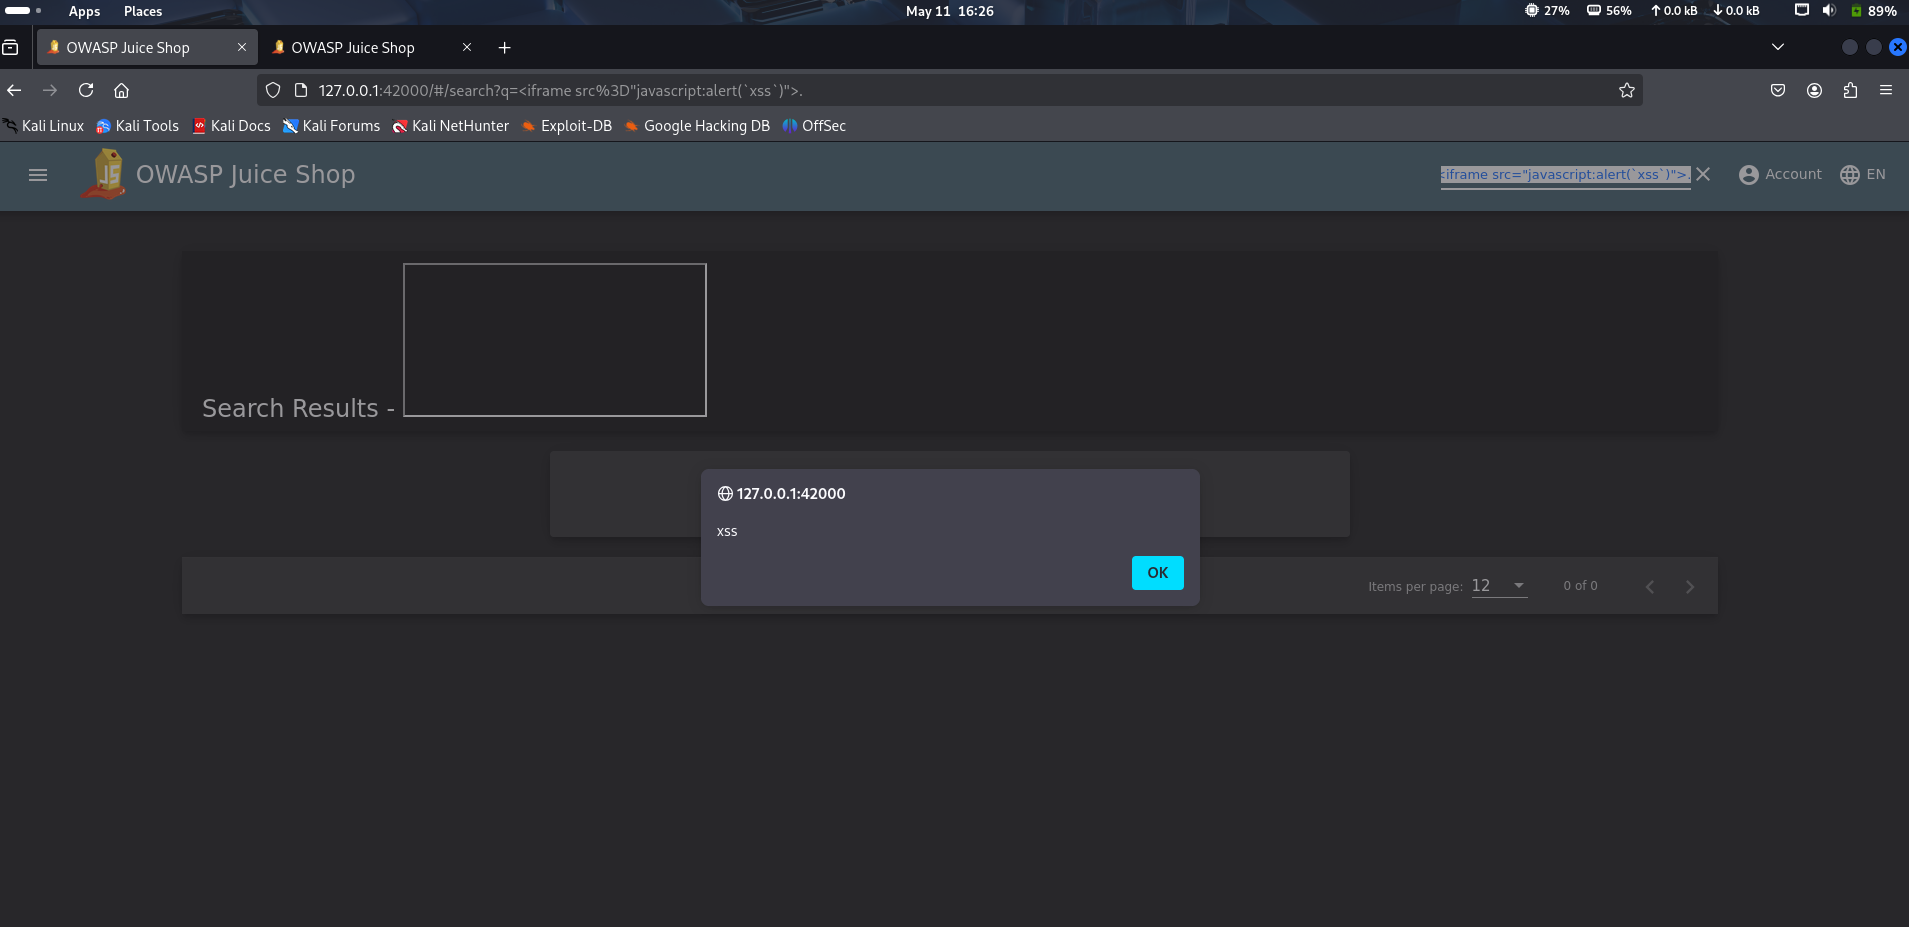 Apps Places May 11 16:26 27% 56% 0.0 kB 0.0 kB 89%
OWASP Juice Shop OWASP Juice Shop
127.0.0.1:42000/#/search?q=<iframe src%3D"javascript:alert(`xss`)">.
Kali Linux Kali Tools Kali Docs Kali Forums Kali NetHunter Exploit-DB Google Hacking DB OffSec
OWASP Juice Shop <iframe src="javascript:alert(`xss`)">. Account EN
Search Results -
127.0.0.1:42000
xss
OK
Items per page: 12 0 of 0